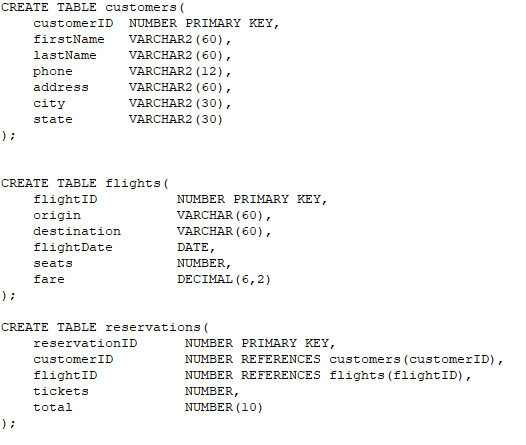 CREATE TABLE customers(
    customerID  NUMBER PRIMARY KEY,
    firstName   VARCHAR2(60),
    lastName    VARCHAR2(60),
    phone       VARCHAR2(12),
    address     VARCHAR2(60),
    city        VARCHAR2(30),
    state       VARCHAR2(30)
);
CREATE TABLE flights(
    flightID          NUMBER PRIMARY KEY,
    origin            VARCHAR(60),
    destination       VARCHAR(60),
    flightDate        DATE,
    seats             NUMBER,
    fare              DECIMAL(6,2)
);
CREATE TABLE reservations(
    reservationID      NUMBER PRIMARY KEY,
    customerID         NUMBER REFERENCES customers(customerID),
    flightID           NUMBER REFERENCES flights(flightID),
    tickets            NUMBER,
    total              NUMBER(10)
);